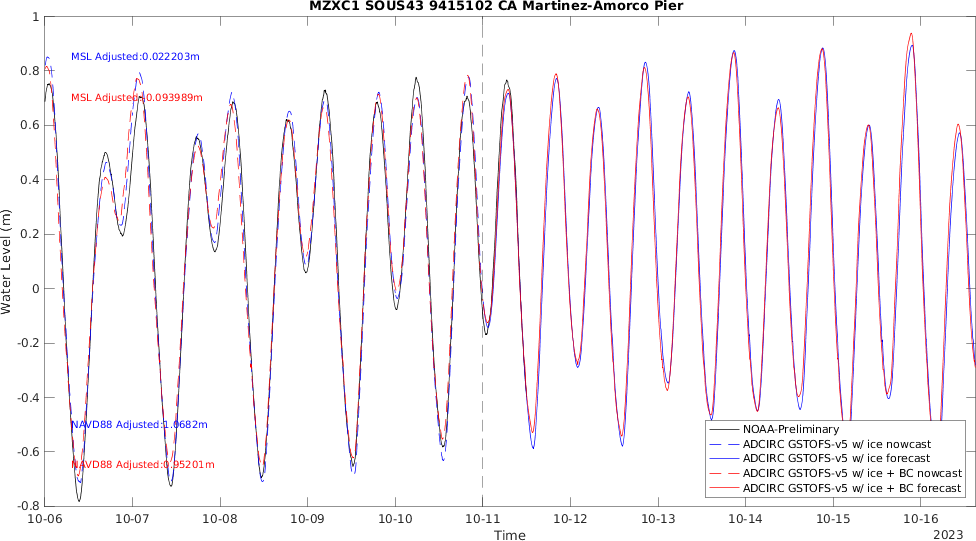 MZXC1 SOUS43 9415102 CA Martinez-Amorco Pier
1
0.8
0.6
0.4
0.2
0
-0.2
-0.4
-0.6
-0.8
Water Level (m)
MSL Adjusted:0.022203m
MSL Adjusted:0.093989m
NAVD88 Adjusted:1.0682m
NAVD88 Adjusted:0.95201m
NOAA-Preliminary
ADCIRC GSTOFS-v5 w/ ice nowcast
ADCIRC GSTOFS-v5 w/ ice forecast
ADCIRC GSTOFS-v5 w/ ice + BC nowcast
ADCIRC GSTOFS-v5 w/ ice + BC forecast
10-06 10-07 10-08 10-09 10-10 10-11 10-12 10-13 10-14 10-15 10-16
Time
2023